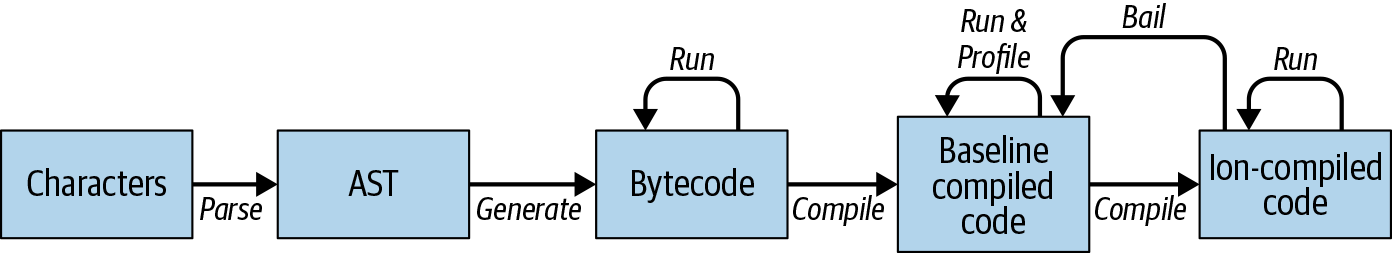 Characters
Parse
AST
Generate
Run
Bytecode
Compile
Run &
Profile
Baseline
compiled
code
Bail
Compile
Run
Ion-compiled
code